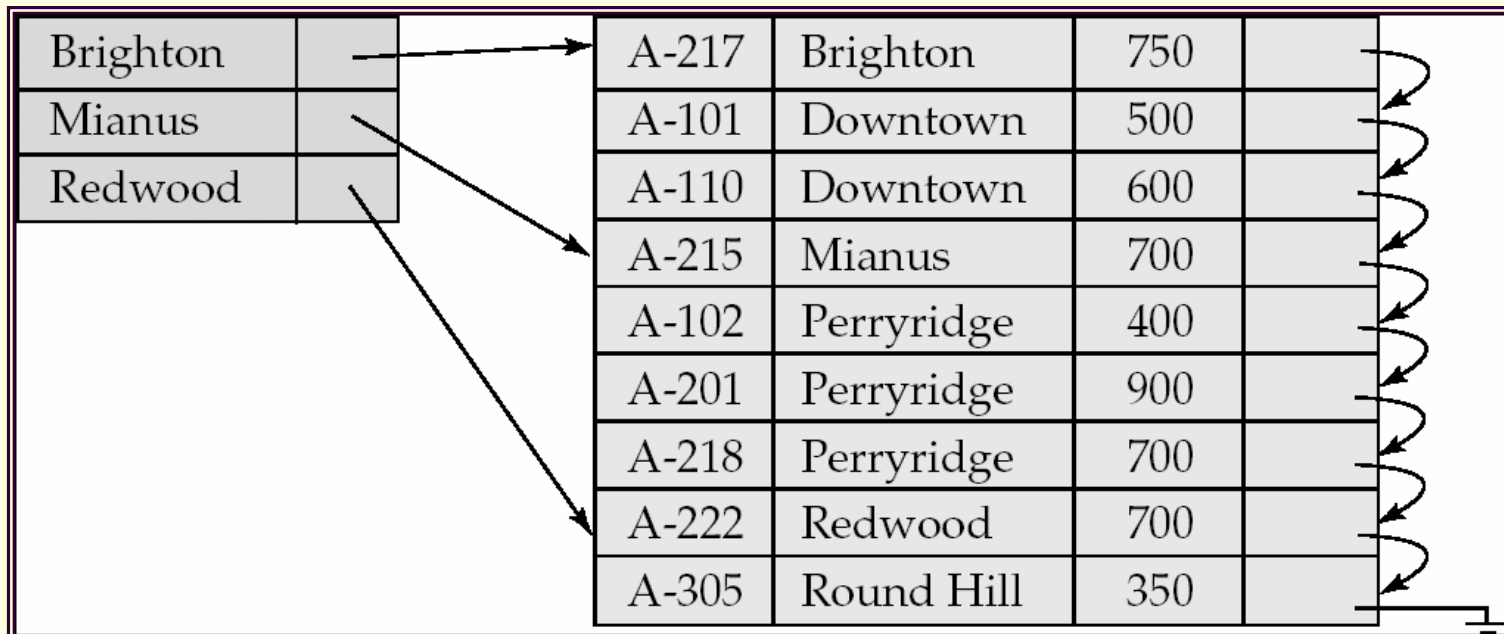 Brighton
Mianus
Redwood
A-217 Brighton 750
A-101 Downtown 500
A-110 Downtown 600
A-215 Mianus 700
A-102 Perryridge 400
A-201 Perryridge 900
A-218 Perryridge 700
A-222 Redwood 700
A-305 Round Hill 350